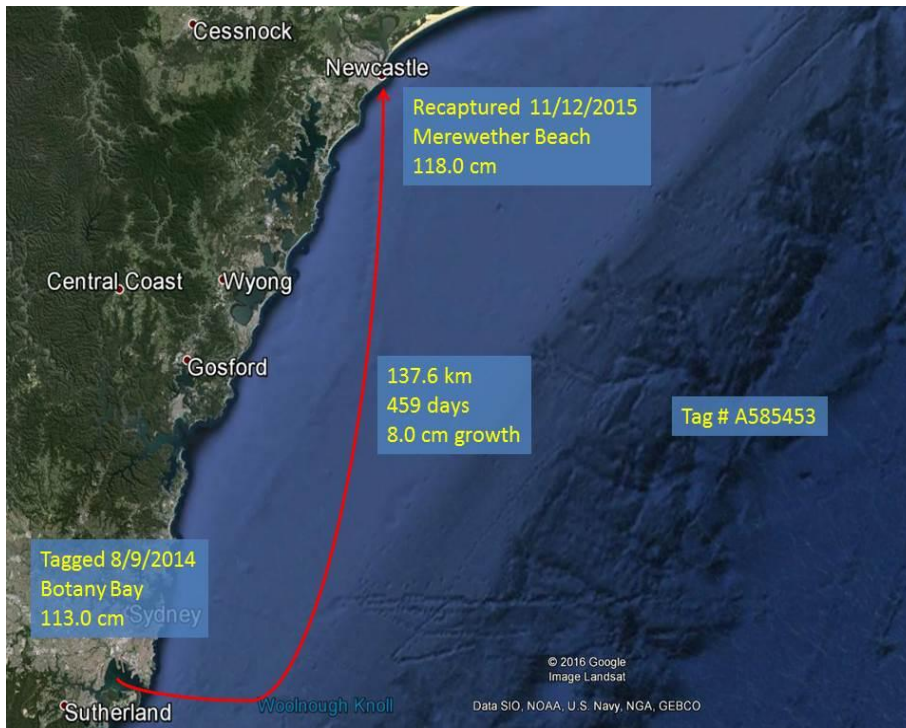 Cessnock
Newcastle
Recaptured 11/12/2015
Merewether Beach
118.0 cm
Central Coast
Wyong
Gosford
137.6 km
459 days
8.0 cm growth
Tag # A585453
Tagged 8/9/2014
Botany Bay
113.0 cm
Sydney
Sutherland
Woolnough Knoll
© 2016 Google
Image Landsat
Data SIO, NOAA, U.S. Navy, NGA, GEBCO